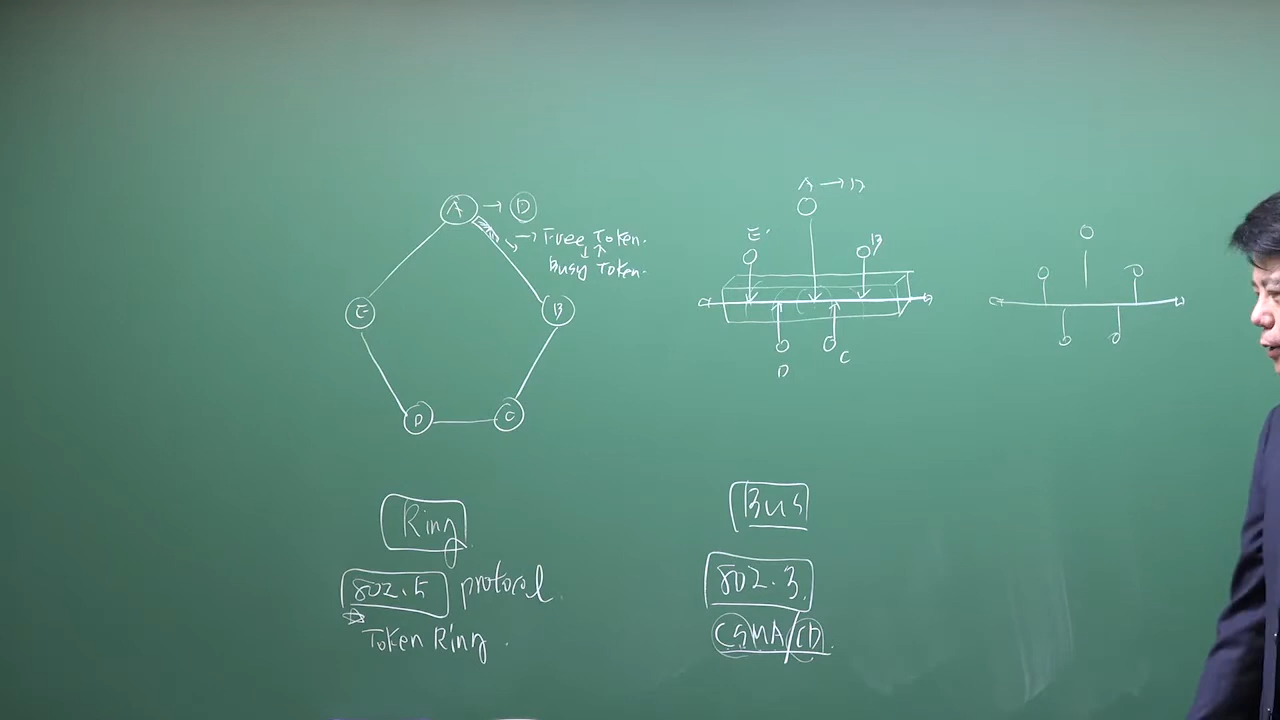 A → D
→ Free Token.
Busy Token.
E
B
D
C
Ring
802.5 protocol.
Token Ring.
A → B
E
B
D
C
Bus
802.3
CSMA/CD